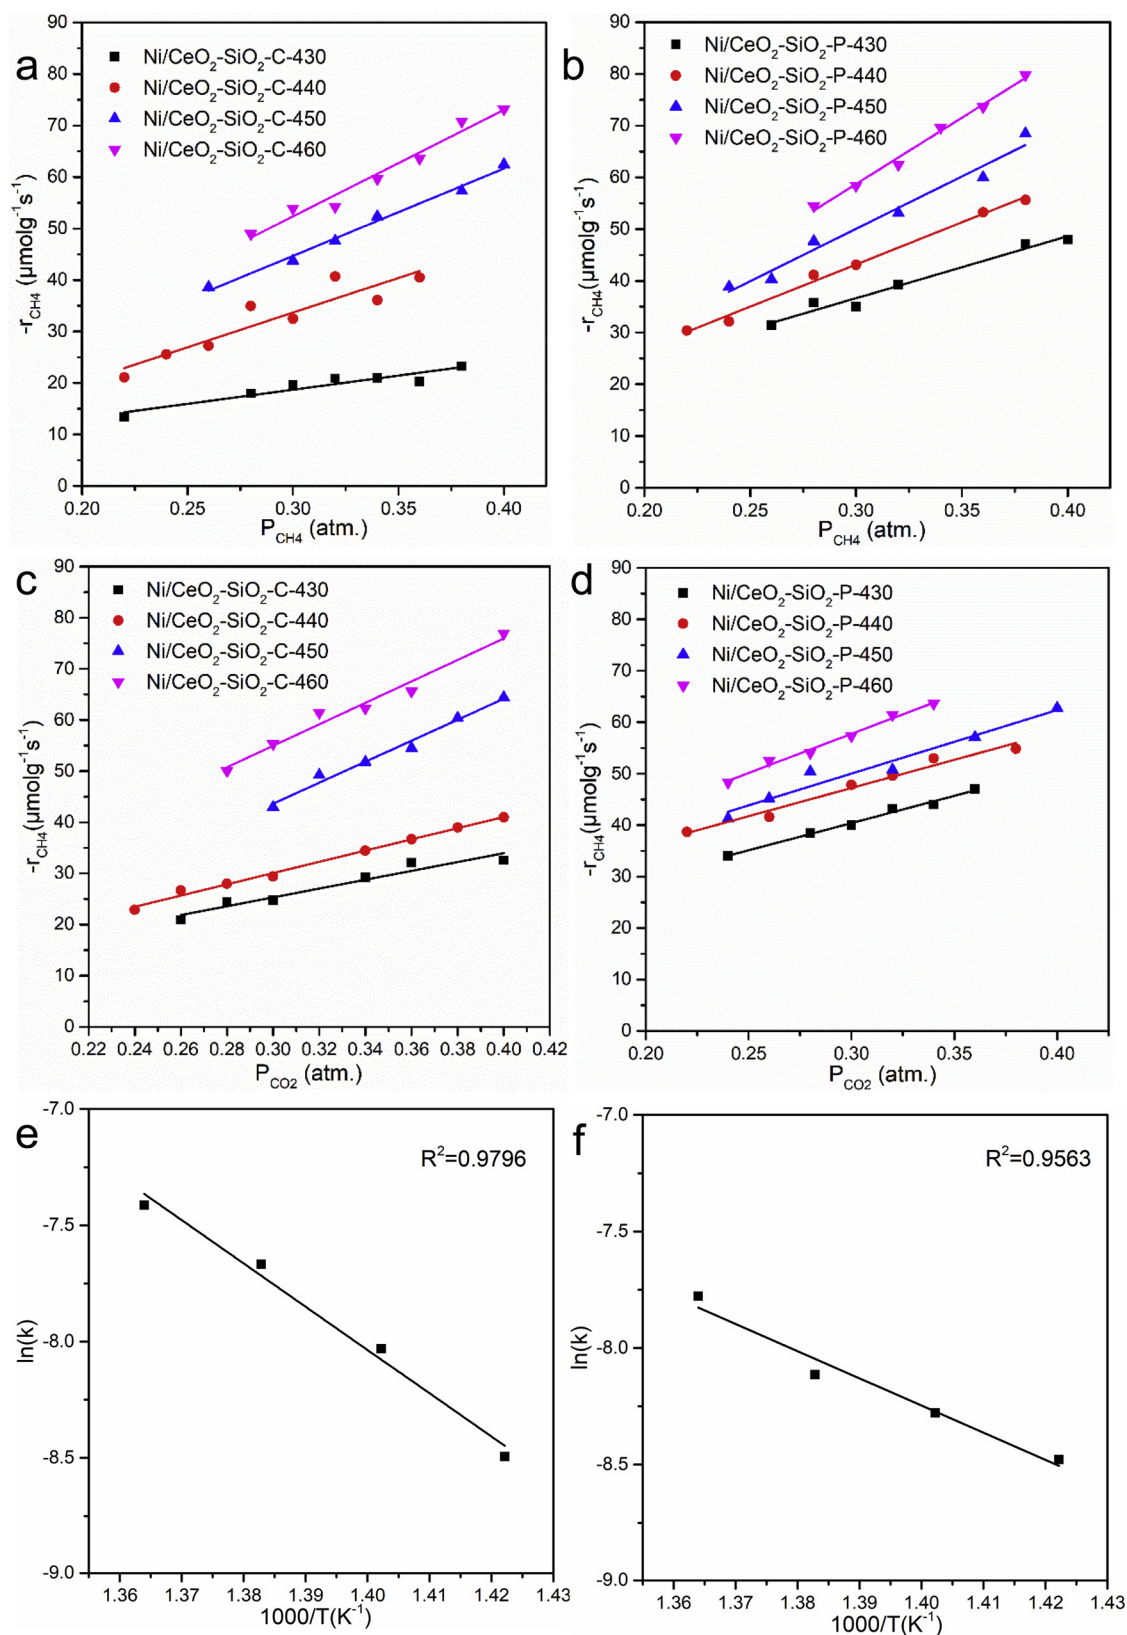 a
Ni/CeO₂-SiO₂-C-430
Ni/CeO₂-SiO₂-C-440
Ni/CeO₂-SiO₂-C-450
Ni/CeO₂-SiO₂-C-460
90
80
70
60
50
40
30
20
10
0
-r_CH4 (μmolg⁻¹s⁻¹)
0.20 0.25 0.30 0.35 0.40
P_CH4 (atm.)
b
Ni/CeO₂-SiO₂-P-430
Ni/CeO₂-SiO₂-P-440
Ni/CeO₂-SiO₂-P-450
Ni/CeO₂-SiO₂-P-460
90
80
70
60
50
40
30
20
10
0
-r_CH4(μmolg⁻¹s⁻¹)
0.20 0.25 0.30 0.35 0.40
P_CH4 (atm.)
c
Ni/CeO₂-SiO₂-C-430
Ni/CeO₂-SiO₂-C-440
Ni/CeO₂-SiO₂-C-450
Ni/CeO₂-SiO₂-C-460
90
80
70
60
50
40
30
20
10
0
-r_CH4(μmolg⁻¹s⁻¹)
0.22 0.24 0.26 0.28 0.30 0.32 0.34 0.36 0.38 0.40 0.42
P_CO2 (atm.)
d
Ni/CeO₂-SiO₂-P-430
Ni/CeO₂-SiO₂-P-440
Ni/CeO₂-SiO₂-P-450
Ni/CeO₂-SiO₂-P-460
90
80
70
60
50
40
30
20
10
0
-r_CH4(μmolg⁻¹s⁻¹)
0.20 0.25 0.30 0.35 0.40
P_CO2 (atm.)
e
R²=0.9796
-7.0
-7.5
-8.0
-8.5
-9.0
ln(k)
1.36 1.37 1.38 1.39 1.40 1.41 1.42 1.43
1000/T(K⁻¹)
f
R²=0.9563
-7.0
-7.5
-8.0
-8.5
-9.0
ln(k)
1.36 1.37 1.38 1.39 1.40 1.41 1.42 1.43
1000/T(K⁻¹)